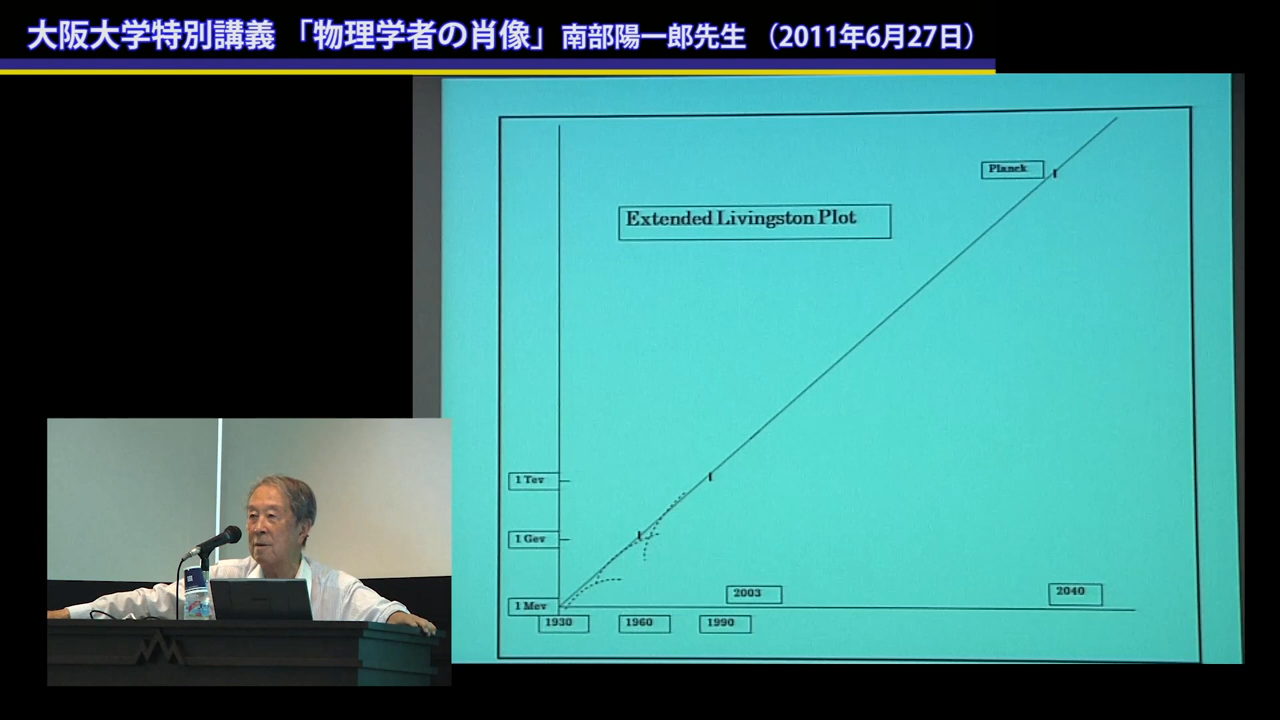 大阪大学特別講義 「物理学者の肖像」 南部陽一郎先生 (2011年6月27日)
Planck
Extended Livingston Plot
1 Tev
1 Gev
1 Mev
2003
2040
1930
1960
1990